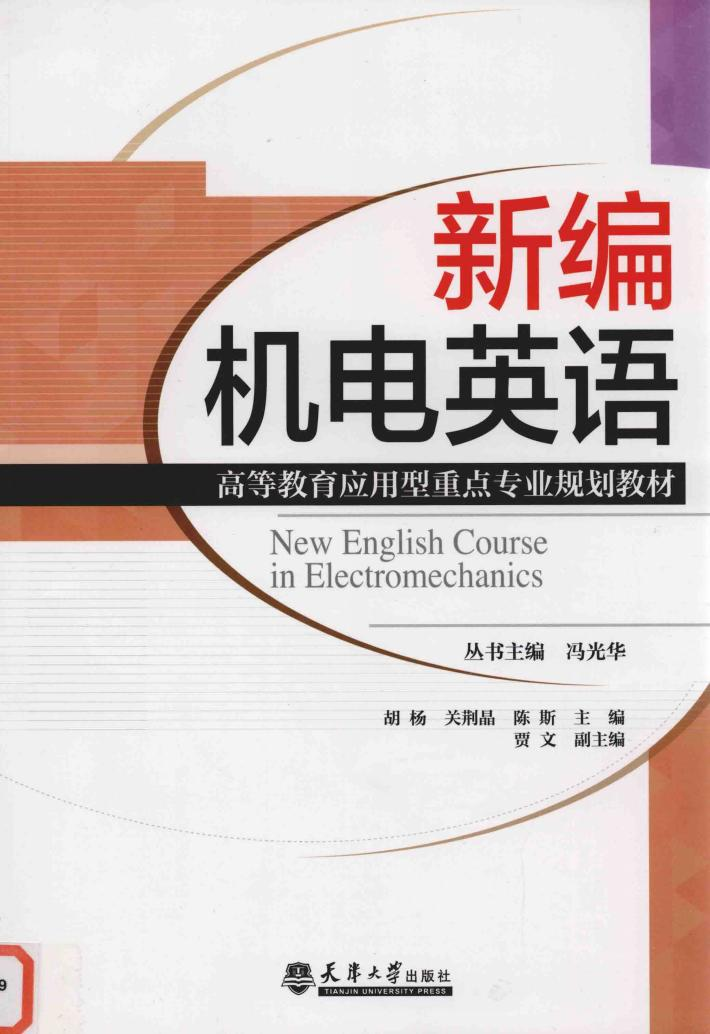 新编
机电英语
高等教育应用型重点专业规划教材
New English Course
in Electromechanics
丛书主编 冯光华
胡 杨 关荆晶 陈 斯 主 编
贾 文 副主编
9
天津大学出版社
TIANJIN UNIVERSITY PRESS